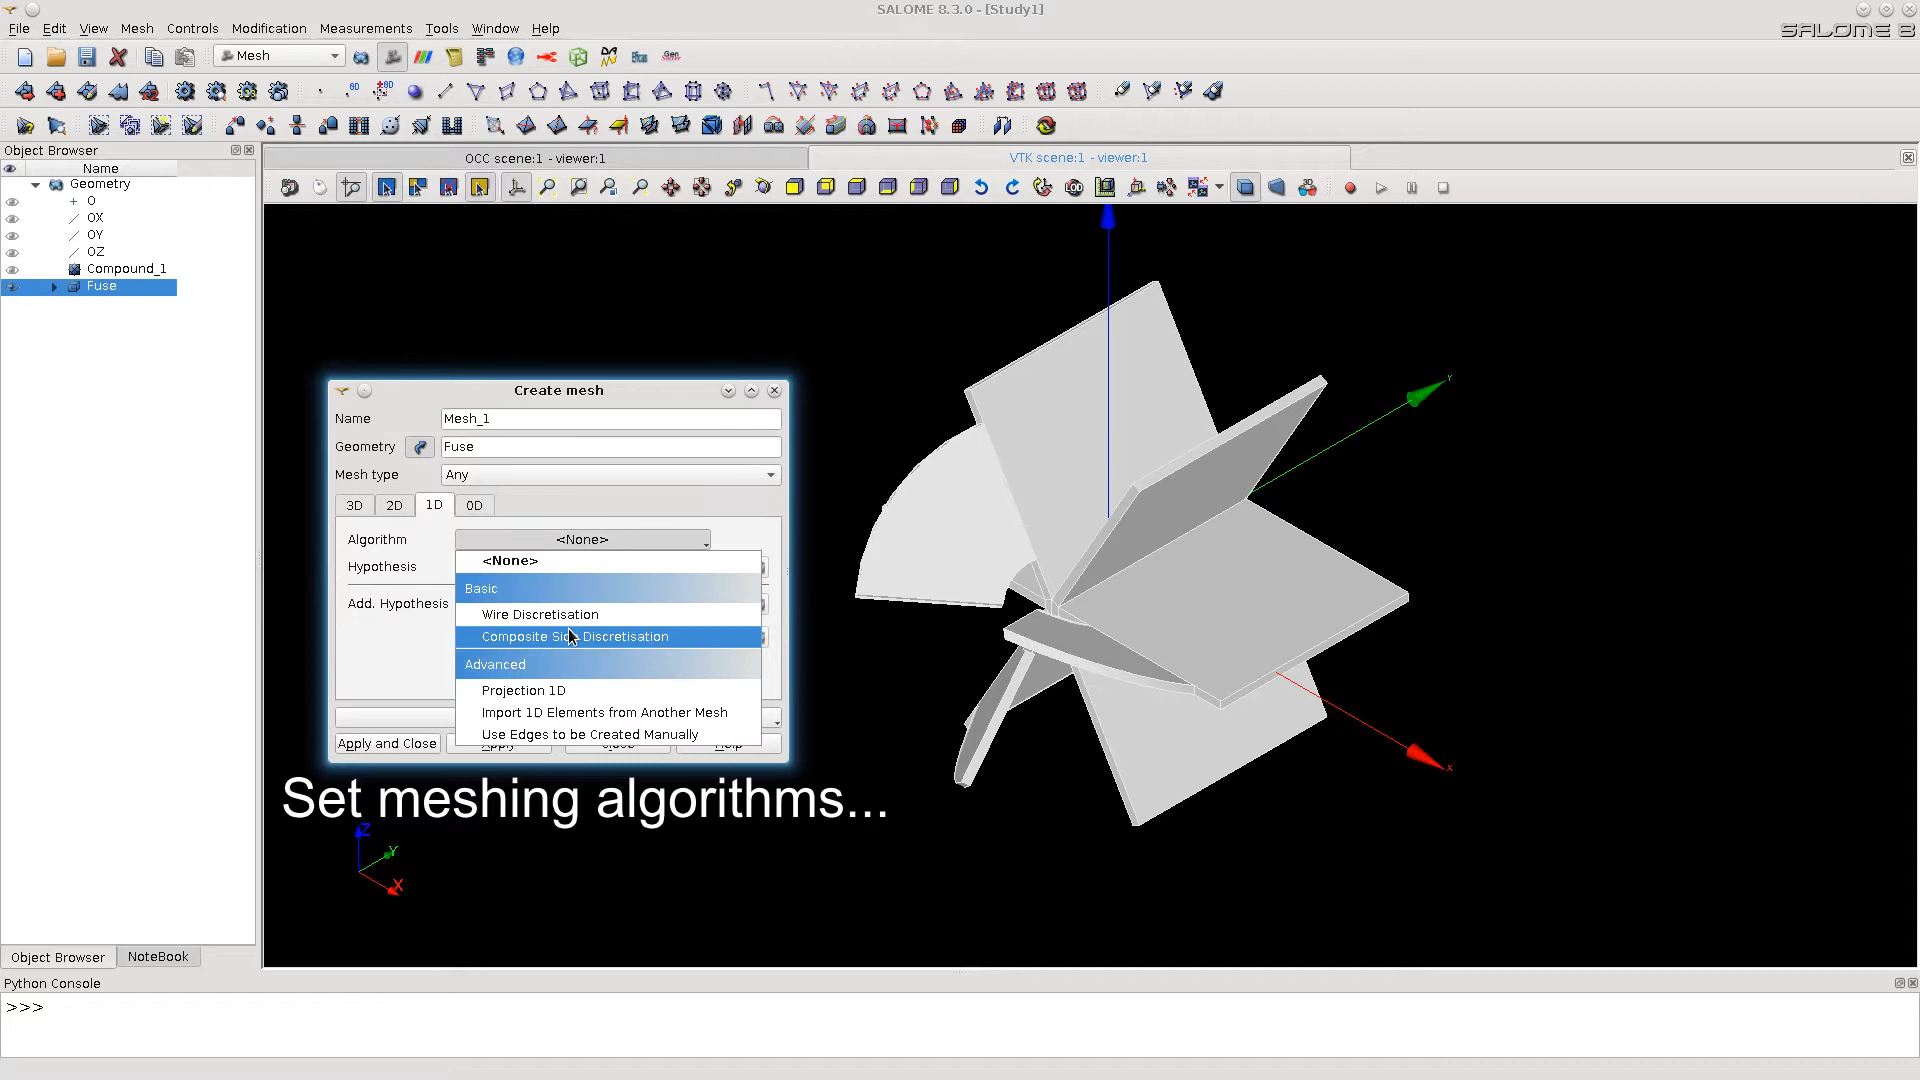 SALOME 8.3.0 - [Study1]
File Edit View Mesh Controls Modification Measurements Tools Window Help
SALOME 8
Mesh
Object Browser
Name
Geometry
O
OX
OY
OZ
Compound_1
Fuse
OCC scene:1 - viewer:1
VTK scene:1 - viewer:1
Create mesh
Name Mesh_1
Geometry Fuse
Mesh type Any
3D 2D 1D 0D
Algorithm <None>
Hypothesis
Add. Hypothesis
<None>
Basic
Wire Discretisation
Composite Side Discretisation
Advanced
Projection 1D
Import 1D Elements from Another Mesh
Use Edges to be Created Manually
Apply and Close Apply Close Help
Set meshing algorithms...
Z
Y
X
Y
X
Object Browser NoteBook
Python Console
>>>